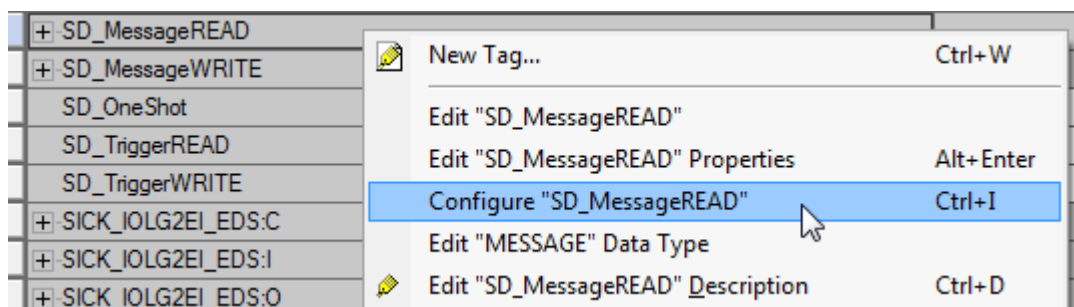 SD_MessageREAD
SD_MessageWRITE
SD_OneShot
SD_TriggerREAD
SD_TriggerWRITE
SICK_IOLG2EI_EDS:C
SICK_IOLG2EI_EDS:I
SICK_IOLG2EI_EDS:O
New Tag... Ctrl+W
Edit "SD_MessageREAD"
Edit "SD_MessageREAD" Properties Alt+Enter
Configure "SD_MessageREAD" Ctrl+I
Edit "MESSAGE" Data Type
Edit "SD_MessageREAD" Description Ctrl+D